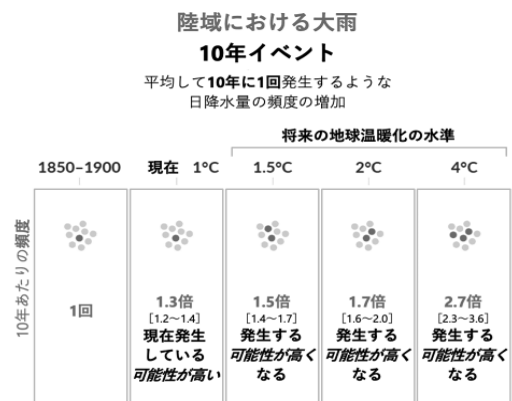 陸域における大雨
10年イベント
平均して10年に1回発生するような
日降水量の頻度の増加
将来の地球温暖化の水準
1850–1900 現在 1°C 1.5°C 2°C 4°C
10年あたりの頻度
1回
1.3倍
[1.2〜1.4]
現在発生
している
可能性が高い
1.5倍
[1.4〜1.7]
発生する
可能性が高く
なる
1.7倍
[1.6〜2.0]
発生する
可能性が高く
なる
2.7倍
[2.3〜3.6]
発生する
可能性が高く
なる